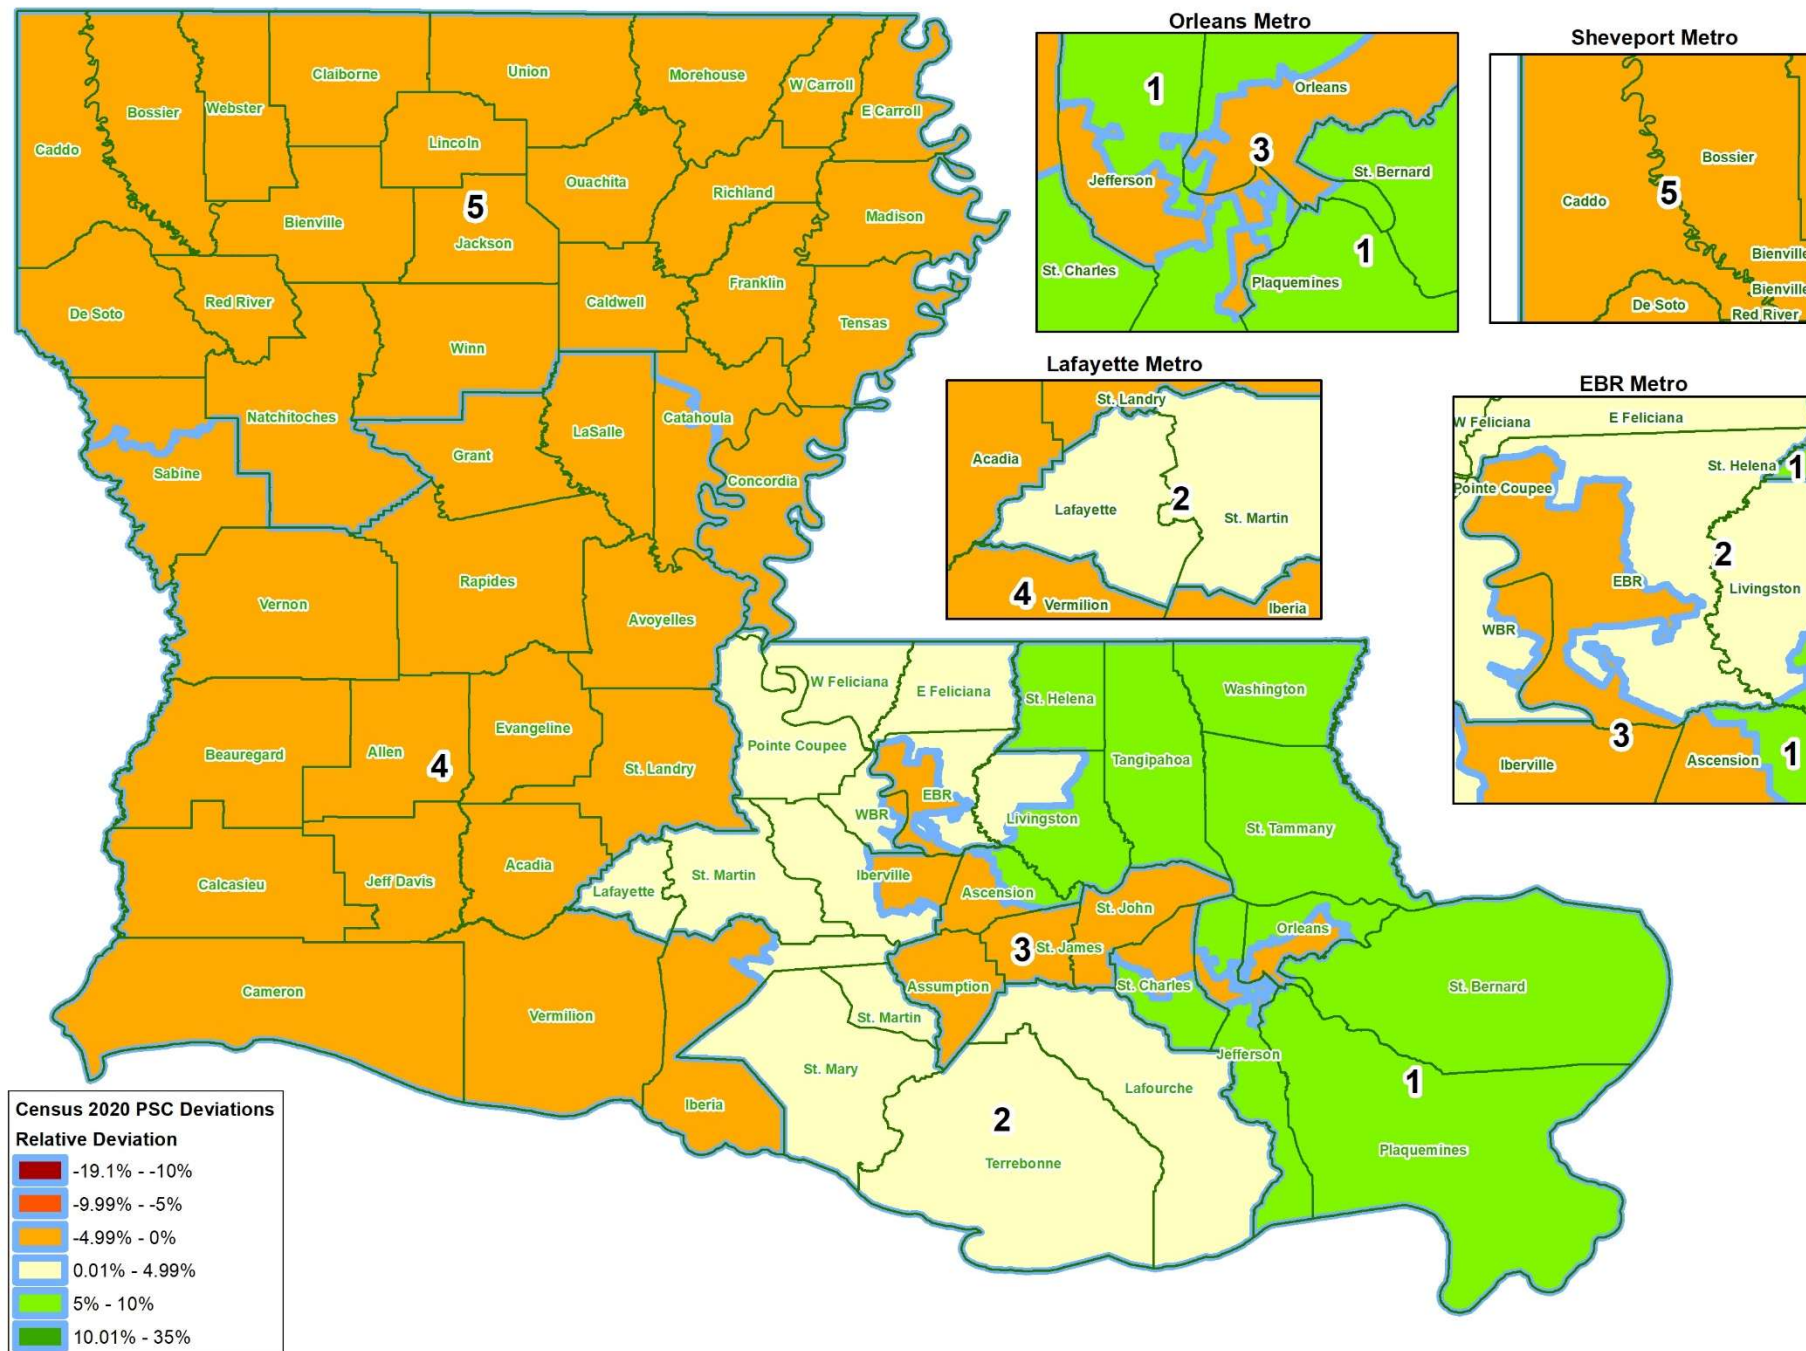 Claiborne
Union
Morehouse
W Carroll
E Carroll
Bossier
Webster
Lincoln
Caddo
Ouachita
Richland
Madison
Bienville
5
Jackson
Franklin
De Soto
Red River
Caldwell
Tensas
Winn
Natchitoches
LaSalle
Catahoula
Grant
Sabine
Concordia
Rapides
Vernon
Avoyelles
W Feliciana
E Feliciana
St. Helena
Washington
Evangeline
Pointe Coupee
Beauregard
Allen
4
St. Landry
Tangipahoa
EBR
WBR
Livingston
St. Tammany
Acadia
Calcasieu
Jeff Davis
Lafayette
St. Martin
Iberville
Ascension
St. John
Orleans
3
St. James
Cameron
Assumption
St. Charles
St. Bernard
Vermilion
St. Martin
Jefferson
St. Mary
Lafourche
1
Iberia
2
Terrebonne
Plaquemines
Orleans Metro
1
Orleans
3
Jefferson
St. Bernard
1
St. Charles
Plaquemines
Sheveport Metro
Bossier
5
Caddo
Bienville
Bienville
De Soto
Red River
Lafayette Metro
St. Landry
Acadia
2
Lafayette
St. Martin
4
Vermilion
Iberia
EBR Metro
W Feliciana
E Feliciana
St. Helena
1
Pointe Coupee
2
EBR
Livingston
WBR
3
Iberville
Ascension
1
Census 2020 PSC Deviations
Relative Deviation
-19.1% - -10%
-9.99% - -5%
-4.99% - 0%
0.01% - 4.99%
5% - 10%
10.01% - 35%